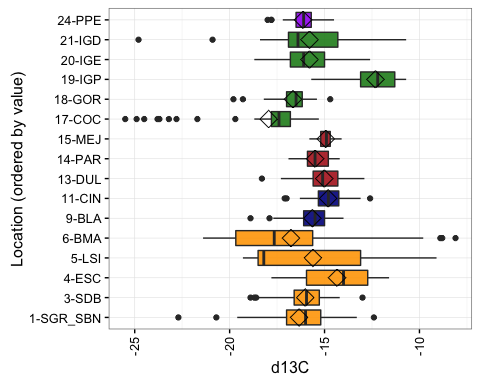 Location (ordered by value)
24-PPE
21-IGD
20-IGE
19-IGP
18-GOR
17-COC
15-MEJ
14-PAR
13-DUL
11-CIN
9-BLA
6-BMA
5-LSI
4-ESC
3-SDB
1-SGR_SBN
-25 -20 -15 -10
d13C